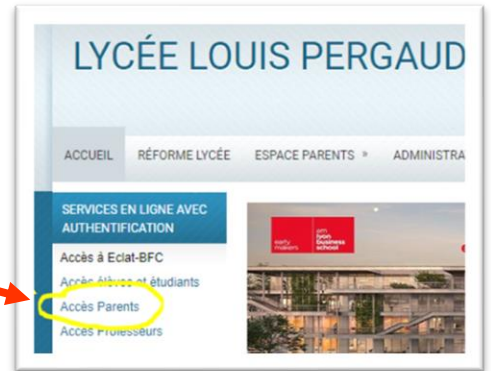 LYCÉE LOUIS PERGAUD
ACCUEIL RÉFORME LYCÉE ESPACE PARENTS » ADMINISTRA
SERVICES EN LIGNE AVEC
AUTHENTIFICATION
Accès à Eclat-BFC
Accès élèves et étudiants
Accès Parents
Accès Professeurs
early
makers
em
lyon
business
school